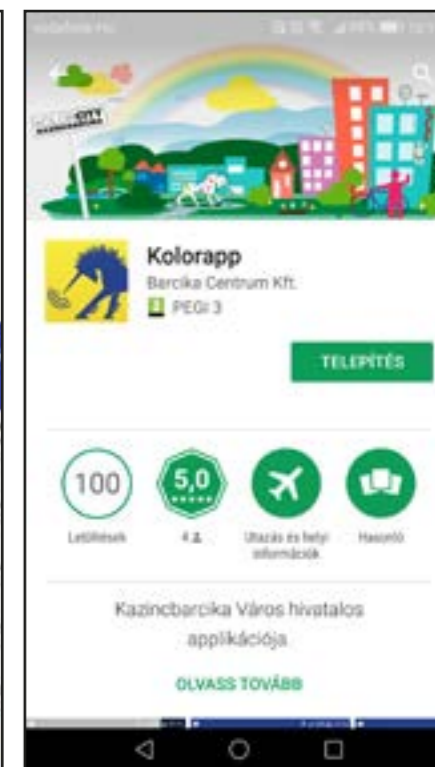 Kolorapp
Barcika Centrum Kft.
PEGI 3
TELEPÍTÉS
100
5,0
Letöltések
4
Utazás és helyi
információk
Hasonló
Kazincbarcika Város hivatalos
applikációja
OLVASS TOVÁBB